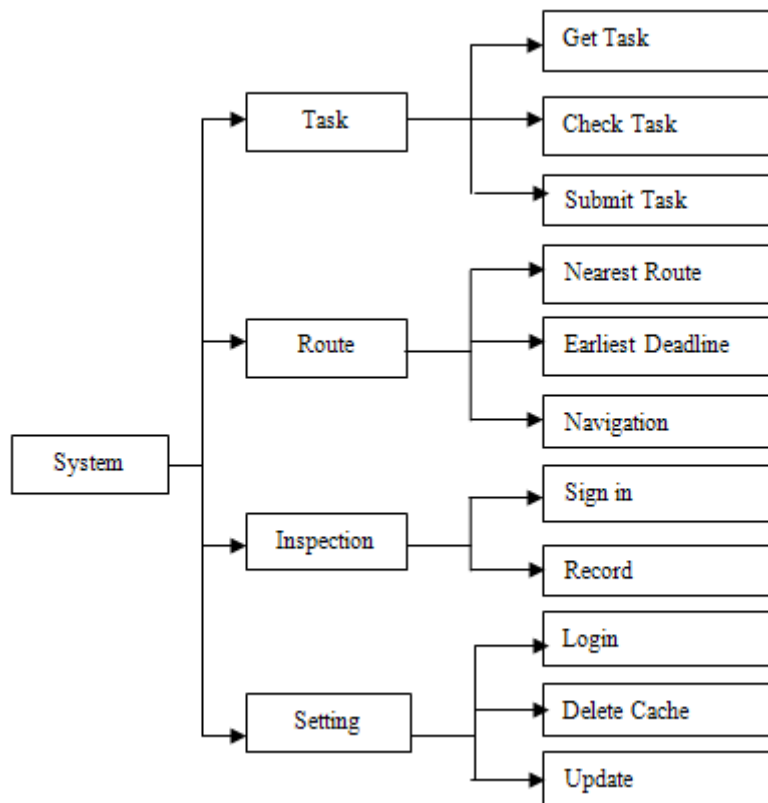 System
Task
Get Task
Check Task
Submit Task
Route
Nearest Route
Earliest Deadline
Navigation
Inspection
Sign in
Record
Setting
Login
Delete Cache
Update